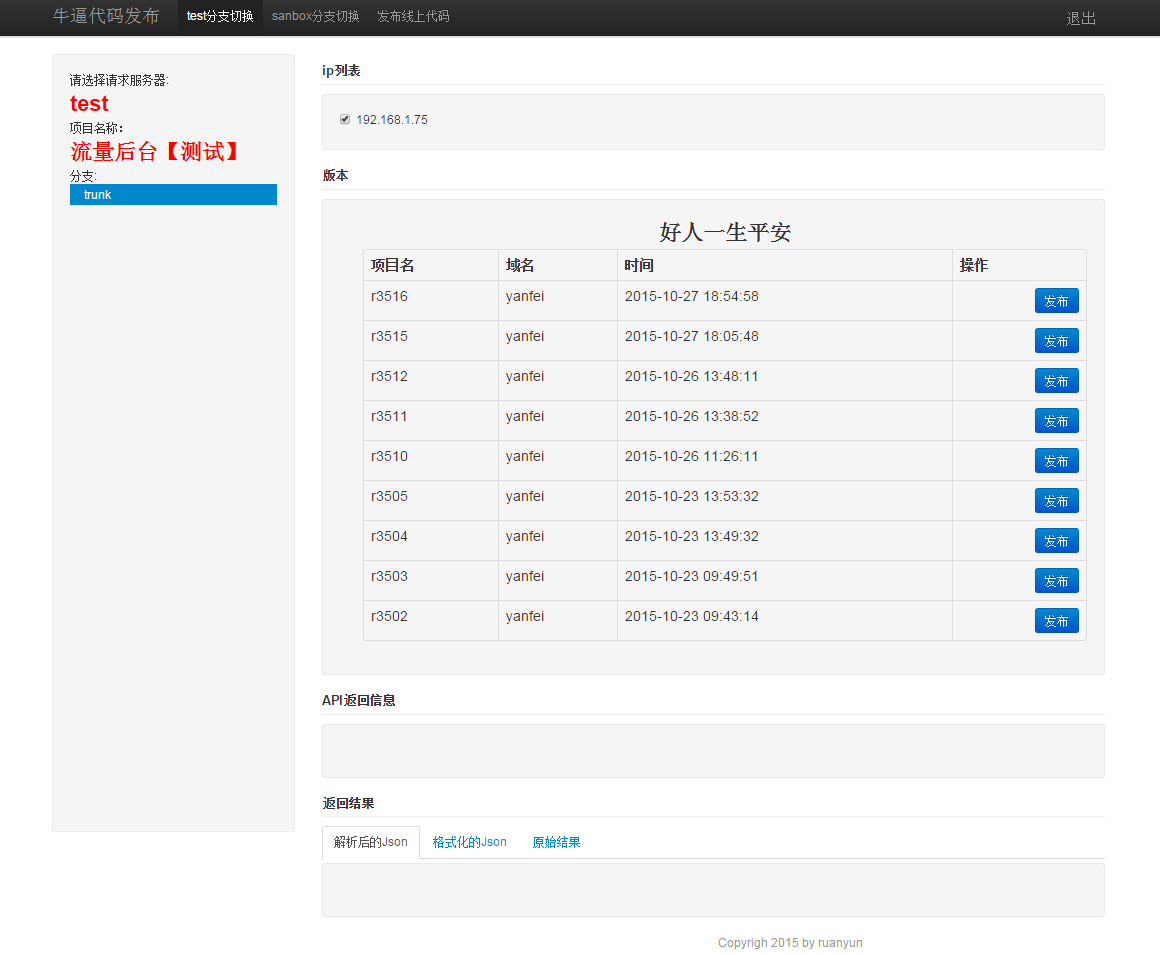 牛逼代码发布 test分支切换 sanbox分支切换 发布线上代码 退出
请选择请求服务器:
test
项目名称：
流量后台【测试】
分支:
trunk
ip列表
192.168.1.75
版本
好人一生平安
项目名 域名 时间 操作
r3516 yanfei 2015-10-27 18:54:58 发布
r3515 yanfei 2015-10-27 18:05:48 发布
r3512 yanfei 2015-10-26 13:48:11 发布
r3511 yanfei 2015-10-26 13:38:52 发布
r3510 yanfei 2015-10-26 11:26:11 发布
r3505 yanfei 2015-10-23 13:53:32 发布
r3504 yanfei 2015-10-23 13:49:32 发布
r3503 yanfei 2015-10-23 09:49:51 发布
r3502 yanfei 2015-10-23 09:43:14 发布
API返回信息
返回结果
解析后的Json 格式化的Json 原始结果
Copyrigh 2015 by ruanyun